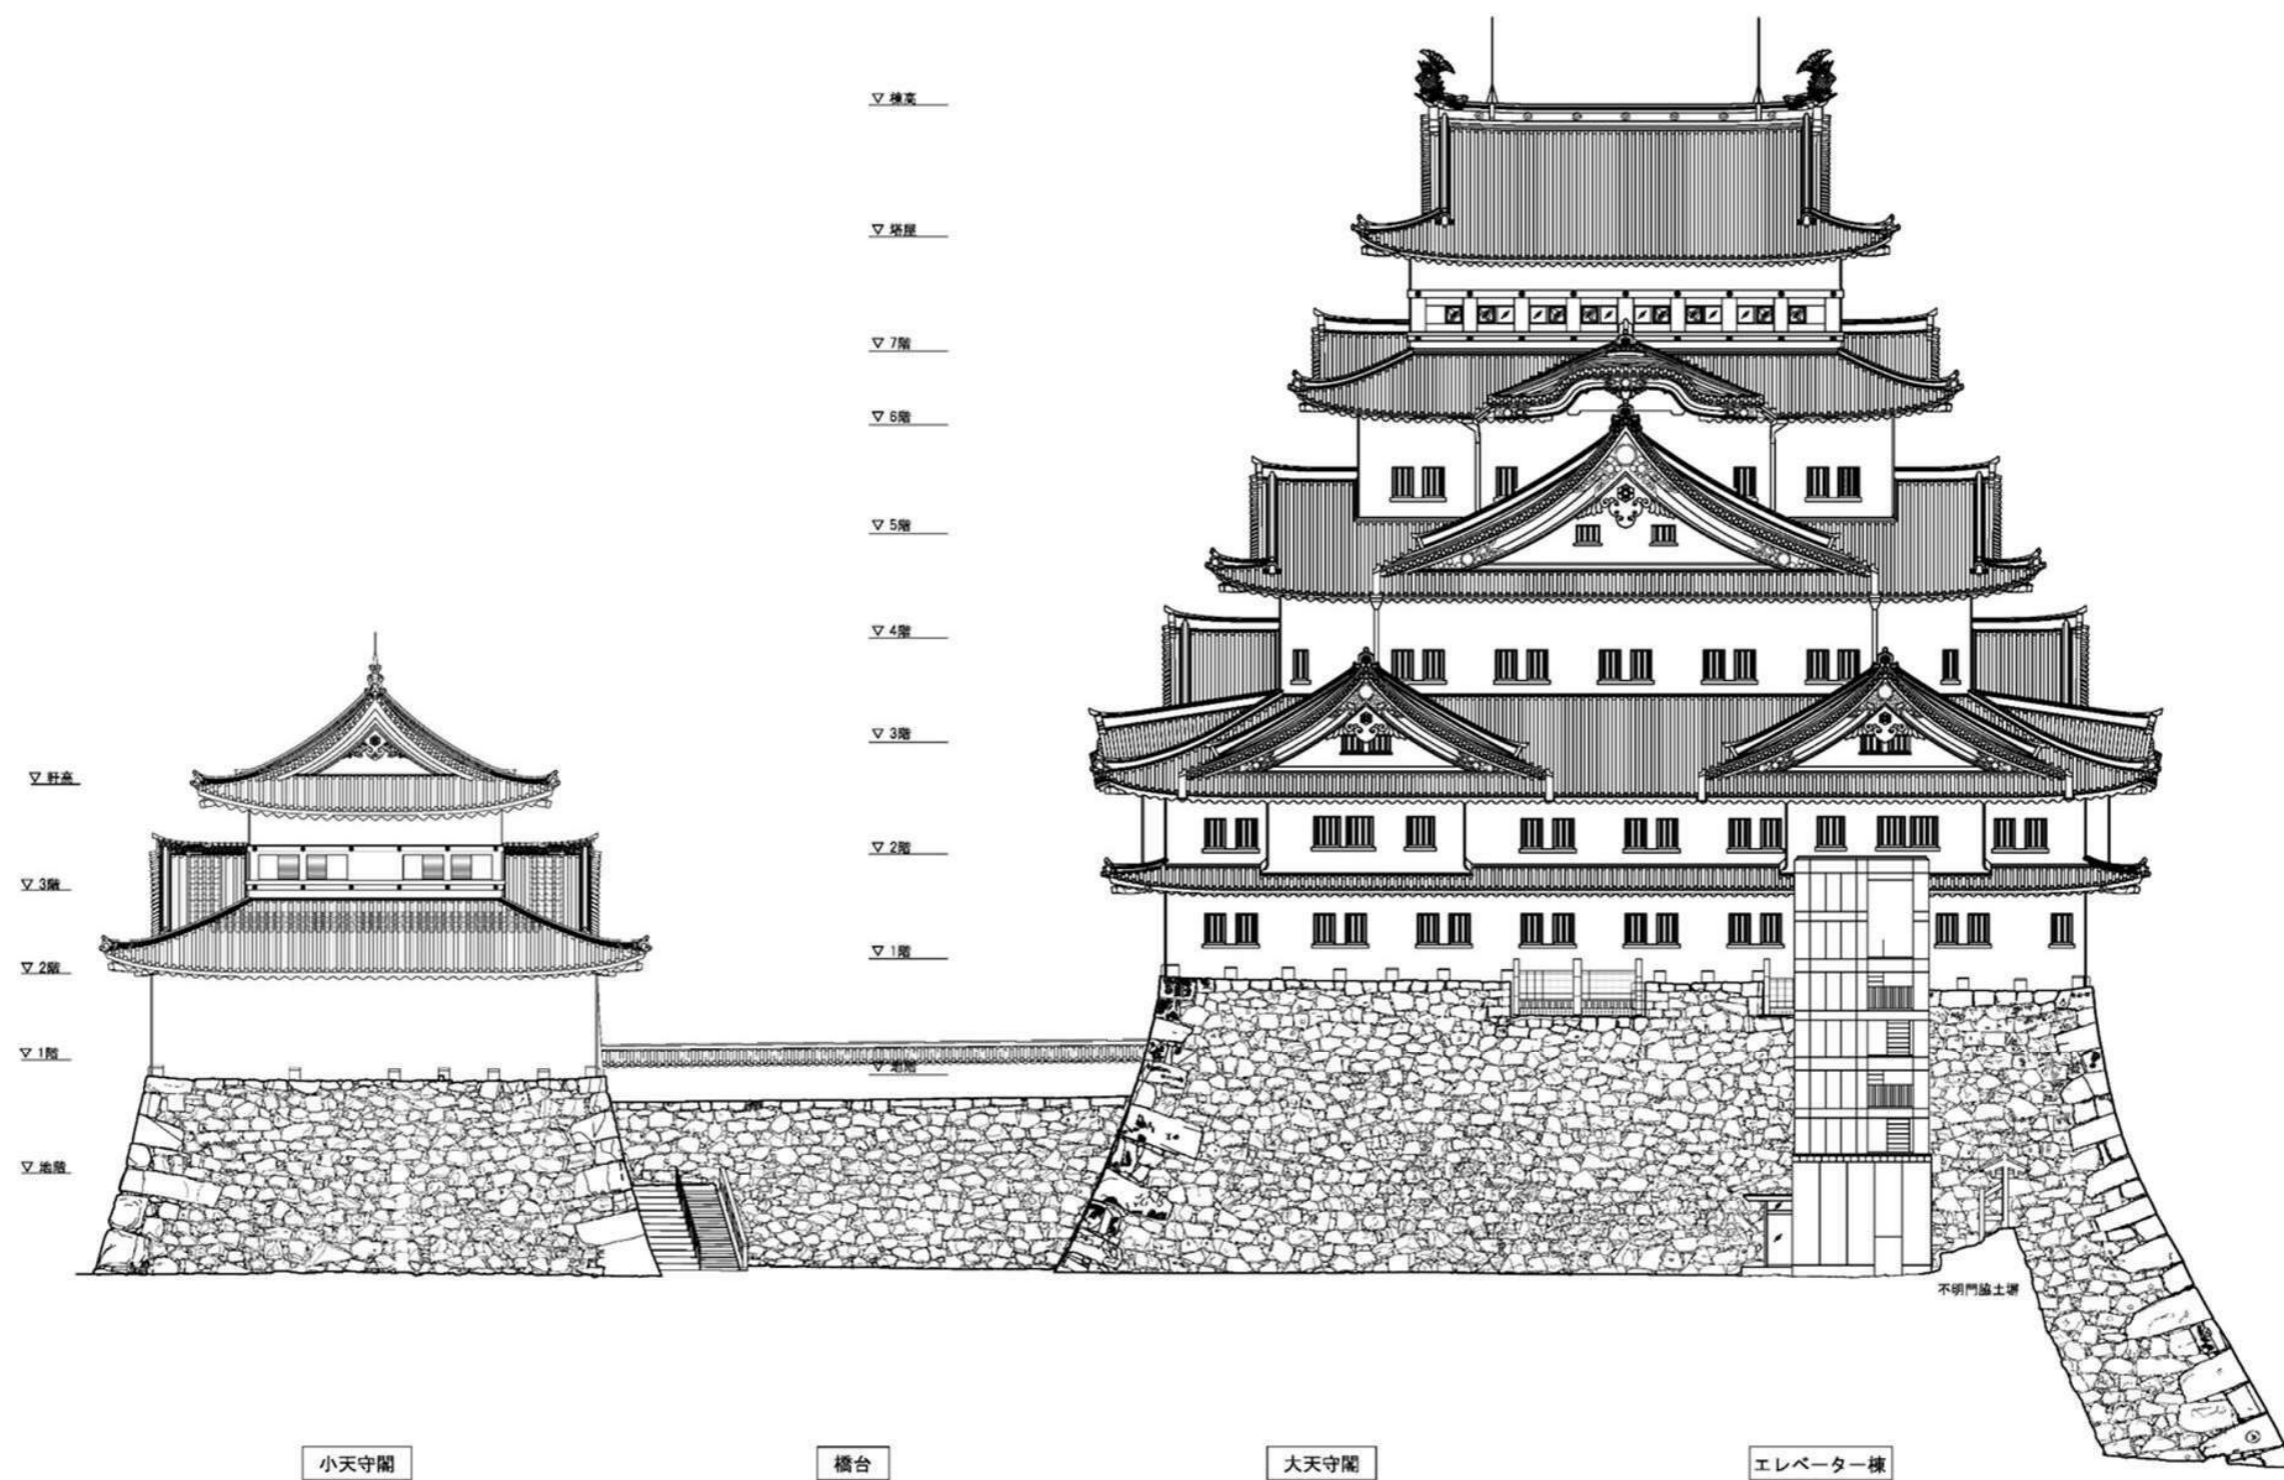 ▽ 棟高
▽ 塔屋
▽ 7階
▽ 6階
▽ 5階
▽ 4階
▽ 3階
▽ 2階
▽ 1階
▽ 地階
▽ 軒高
▽ 3階
▽ 2階
▽ 1階
▽ 地階
不明門脇土塀
小天守閣
橋台
大天守閣
エレベーター棟